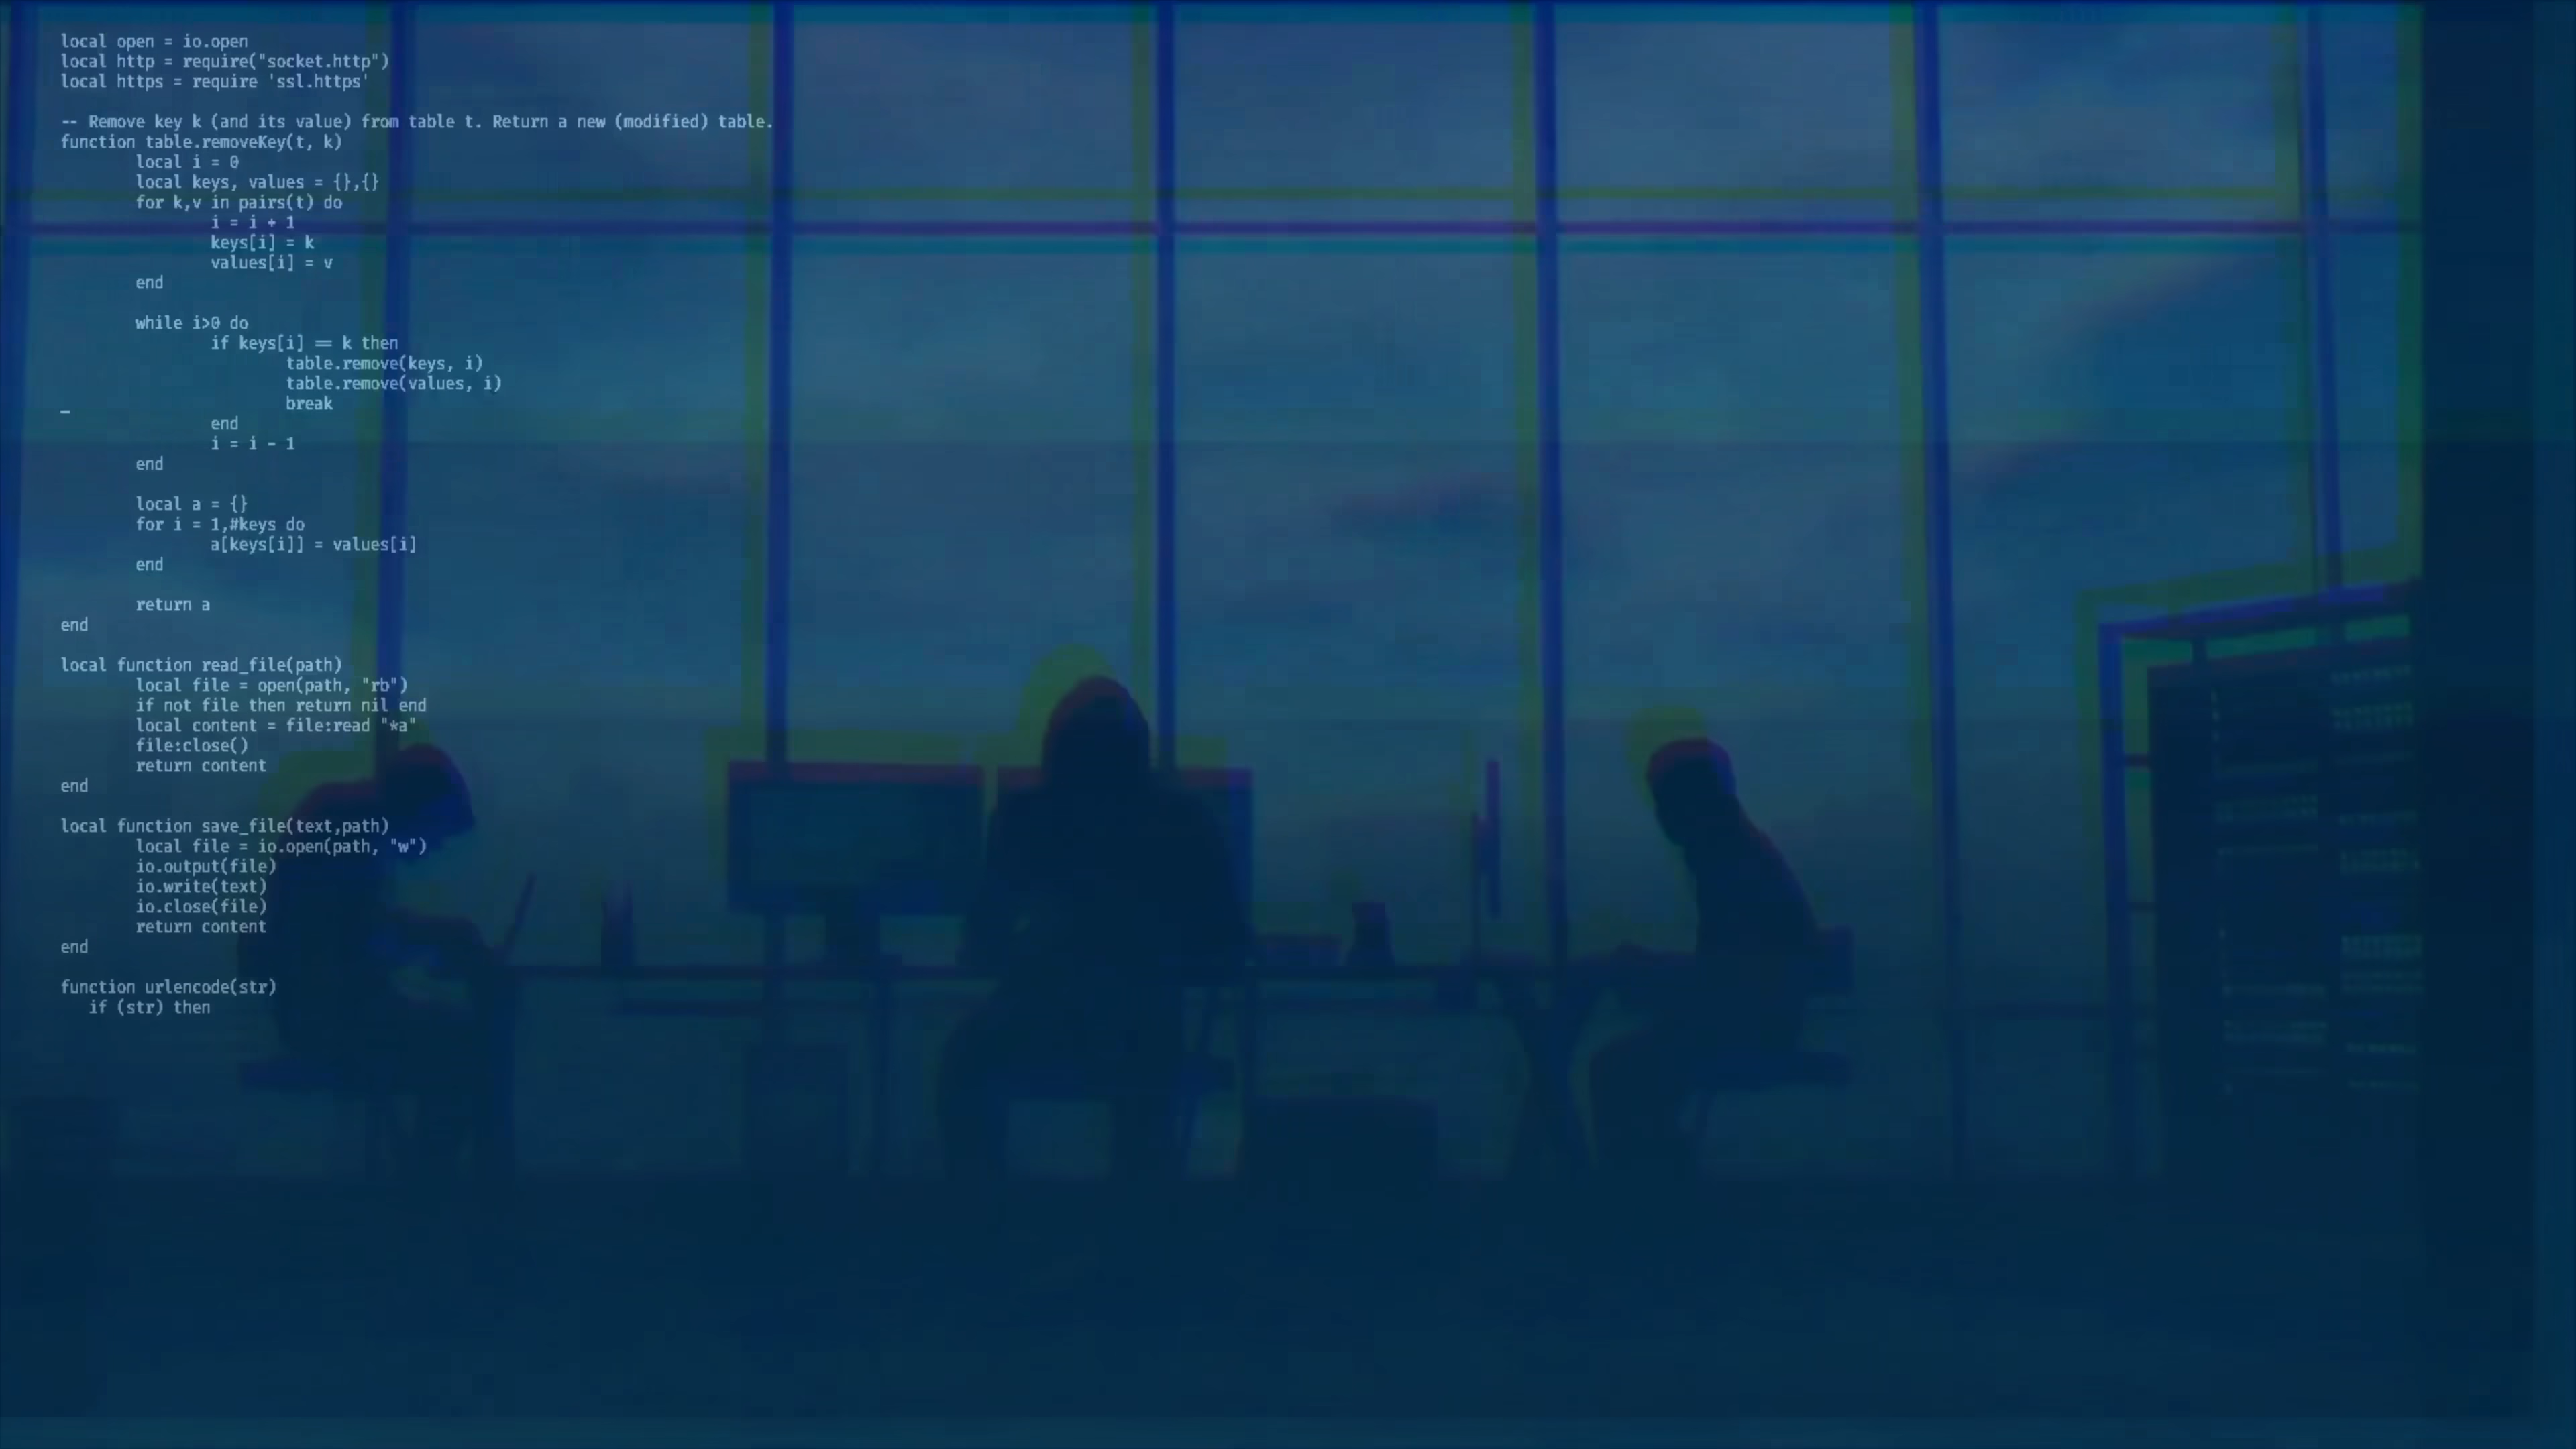 local open = io.open
local http = require("socket.http")
local https = require 'ssl.https'
-- Remove key k (and its value) from table t. Return a new (modified) table.
function table.removeKey(t, k)
local i = 0
local keys, values = {},{}
for k,v in pairs(t) do
i = i + 1
keys[i] = k
values[i] = v
end
while i>0 do
if keys[i] == k then
table.remove(keys, i)
table.remove(values, i)
break
end
i = i - 1
end
local a = {}
for i = 1,#keys do
a[keys[i]] = values[i]
end
return a
end
local function read_file(path)
local file = open(path, "rb")
if not file then return nil end
local content = file:read "*a"
file:close()
return content
end
local function save_file(text,path)
local file = io.open(path, "w")
io.output(file)
io.write(text)
io.close(file)
return content
end
function urlencode(str)
if (str) then